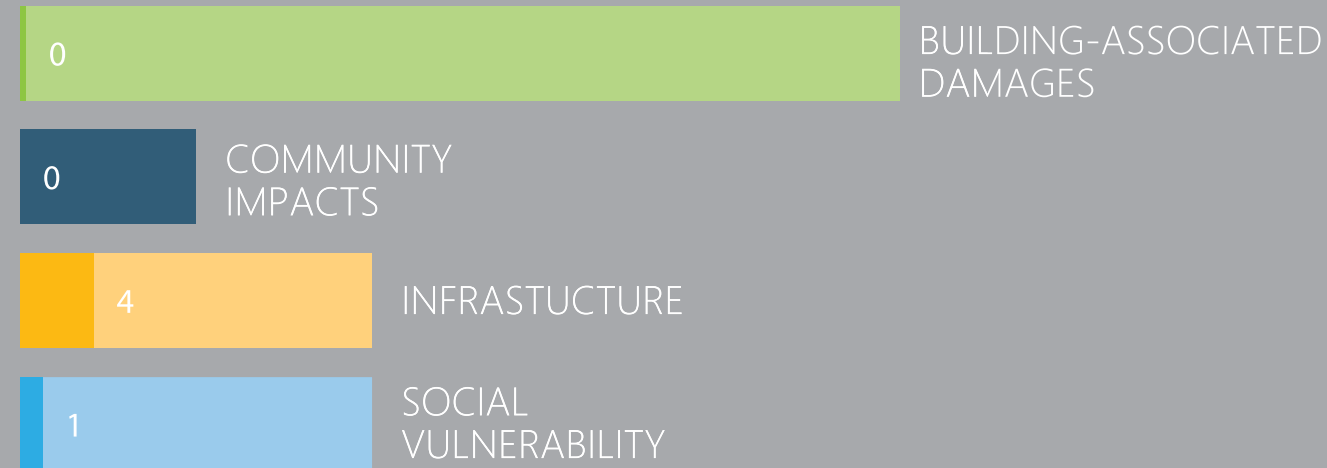 0
BUILDING-ASSOCIATED
DAMAGES
0
COMMUNITY
IMPACTS
4
INFRASTUCTURE
1
SOCIAL
VULNERABILITY